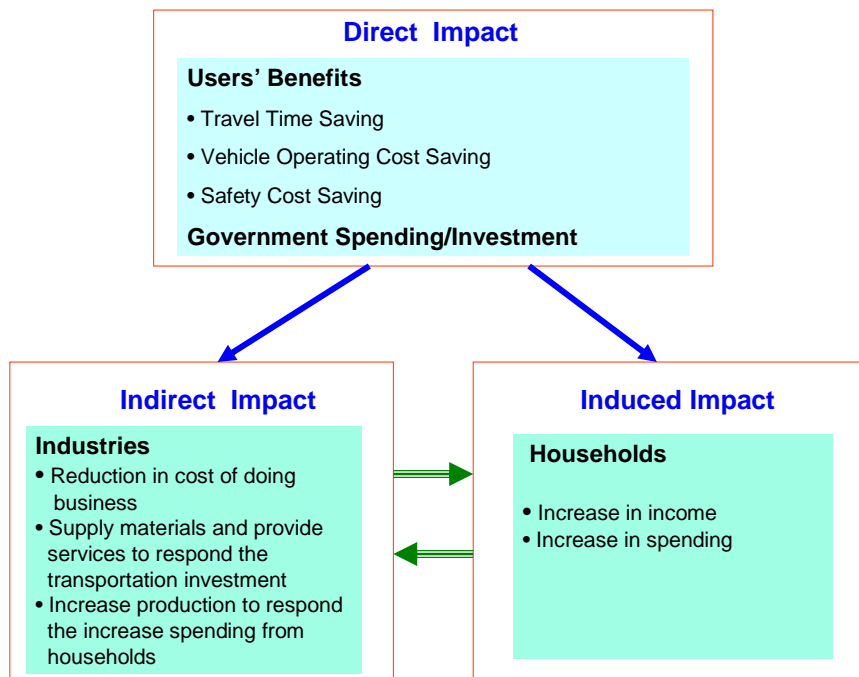 Direct Impact
Users’ Benefits
• Travel Time Saving
• Vehicle Operating Cost Saving
• Safety Cost Saving
Government Spending/Investment
Indirect Impact
Industries
• Reduction in cost of doing
business
• Supply materials and provide
services to respond the
transportation investment
• Increase production to respond
the increase spending from
households
Induced Impact
Households
• Increase in income
• Increase in spending